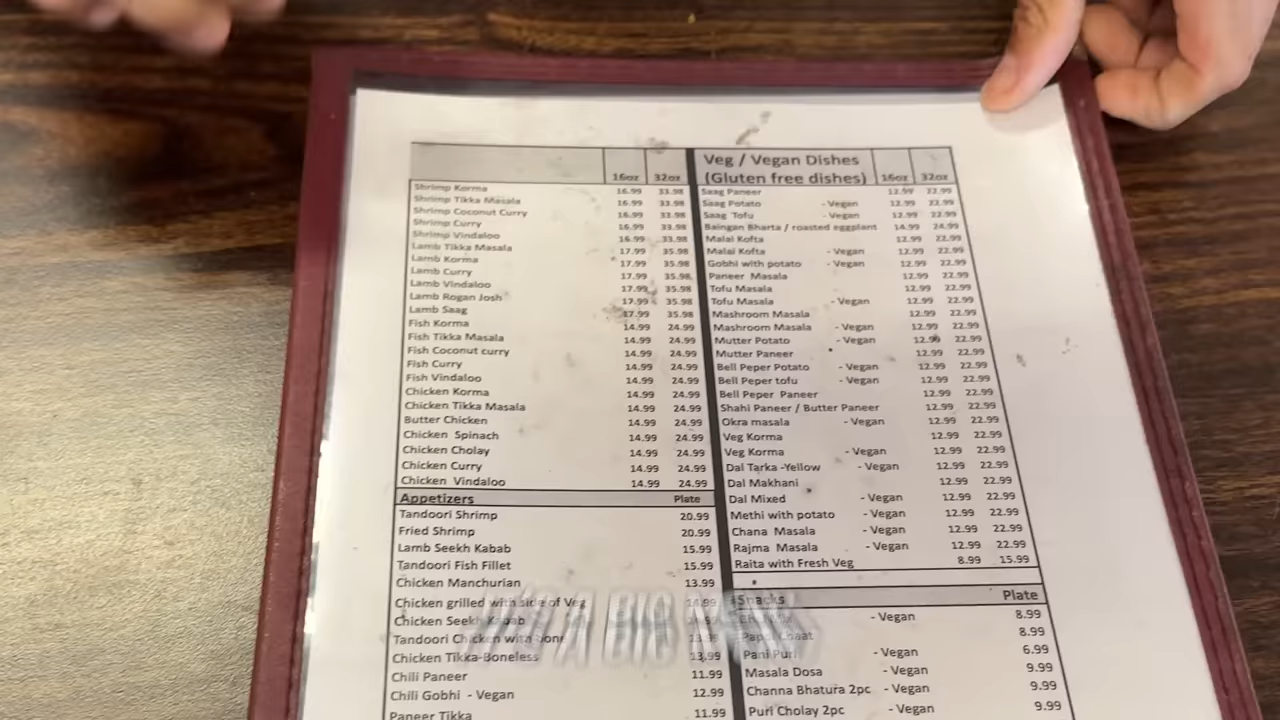 16oz 32oz
Shrimp Korma 16.99 33.98
Shrimp Tikka Masala 16.99 33.98
Shrimp Coconut Curry 16.99 33.98
Shrimp Curry 16.99 33.98
Shrimp Vindaloo 16.99 33.98
Lamb Tikka Masala 17.99 35.98
Lamb Korma 17.99 35.98
Lamb Curry 17.99 35.98
Lamb Vindaloo 17.99 35.98
Lamb Rogan Josh 17.99 35.98
Lamb Saag 17.99 35.98
Fish Korma 14.99 24.99
Fish Tikka Masala 14.99 24.99
Fish Coconut curry 14.99 24.99
Fish Curry 14.99 24.99
Fish Vindaloo 14.99 24.99
Chicken Korma 14.99 24.99
Chicken Tikka Masala 14.99 24.99
Butter Chicken 14.99 24.99
Chicken Spinach 14.99 24.99
Chicken Cholay 14.99 24.99
Chicken Curry 14.99 24.99
Chicken Vindaloo 14.99 24.99
Appetizers Plate
Tandoori Shrimp 20.99
Fried Shrimp 20.99
Lamb Seekh Kabab 15.99
Tandoori Fish Fillet 15.99
Chicken Manchurian 13.99
Chicken grilled with side of Veg 14.99
Chicken Seekh Kabab
Tandoori Chicken with bone 13.99
Chicken Tikka-Boneless 13.99
Chili Paneer 11.99
Chili Gobhi - Vegan 12.99
Paneer Tikka 11.99
Veg / Vegan Dishes
(Gluten free dishes) 16oz 32oz
Saag Paneer 12.99 22.99
Saag Potato - Vegan 12.99 22.99
Saag Tofu - Vegan 12.99 22.99
Baingan Bharta / roasted eggplant 14.99 24.99
Malai Kofta 12.99 22.99
Malai Kofta - Vegan 12.99 22.99
Gobhi with potato - Vegan 12.99 22.99
Paneer Masala 12.99 22.99
Tofu Masala 12.99 22.99
Tofu Masala - Vegan 12.99 22.99
Mashroom Masala 12.99 22.99
Mashroom Masala - Vegan 12.99 22.99
Mutter Potato - Vegan 12.99 22.99
Mutter Paneer 12.99 22.99
Bell Peper Potato - Vegan 12.99 22.99
Bell Peper tofu - Vegan 12.99 22.99
Bell Peper Paneer 12.99 22.99
Shahi Paneer / Butter Paneer 12.99 22.99
Okra masala - Vegan 12.99 22.99
Veg Korma 12.99 22.99
Veg Korma - Vegan 12.99 22.99
Dal Tarka -Yellow - Vegan 12.99 22.99
Dal Makhani 12.99 22.99
Dal Mixed - Vegan 12.99 22.99
Methi with potato - Vegan 12.99 22.99
Chana Masala - Vegan 12.99 22.99
Rajma Masala - Vegan 12.99 22.99
Raita with Fresh Veg 8.99 15.99
Snacks Plate
- Vegan 8.99
Papri Chaat 8.99
Pani Puri - Vegan 6.99
Masala Dosa - Vegan 9.99
Channa Bhatura 2pc - Vegan 9.99
Puri Cholay 2pc - Vegan 9.99
A BIG